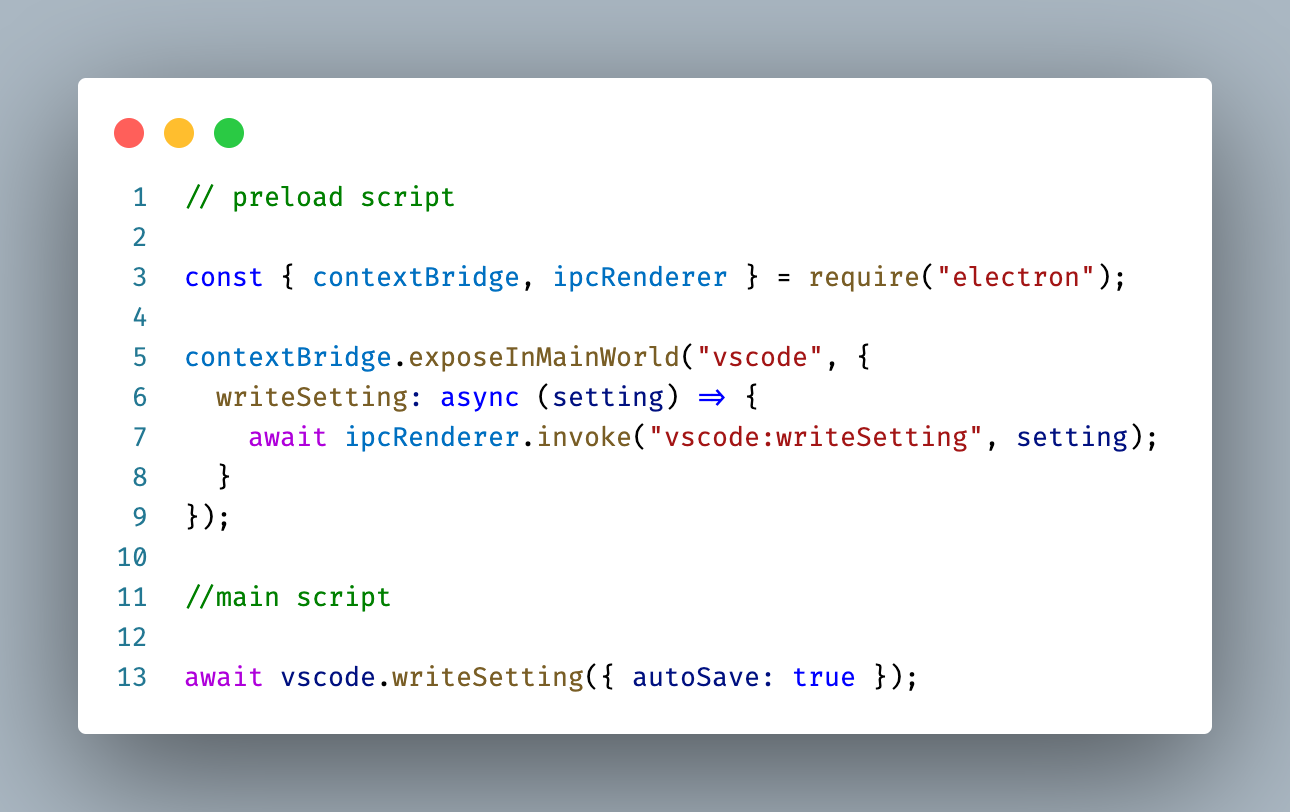 1 // preload script
2
3 const { contextBridge, ipcRenderer } = require("electron");
4
5 contextBridge.exposeInMainWorld("vscode", {
6   writeSetting: async (setting) => {
7     await ipcRenderer.invoke("vscode:writeSetting", setting);
8   }
9 });
10
11 //main script
12
13 await vscode.writeSetting({ autoSave: true });